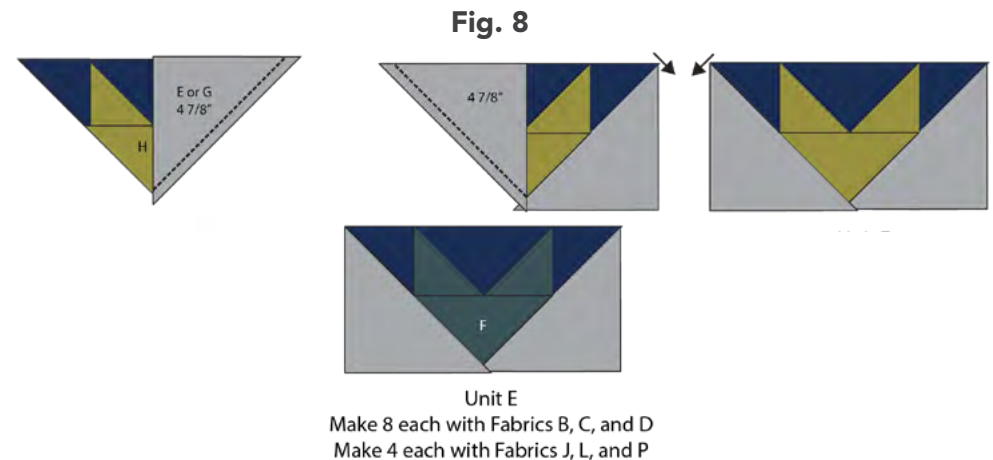 Fig. 8
E or G
4 7/8"
H
4 7/8"
F
Unit E
Make 8 each with Fabrics B, C, and D
Make 4 each with Fabrics J, L, and P